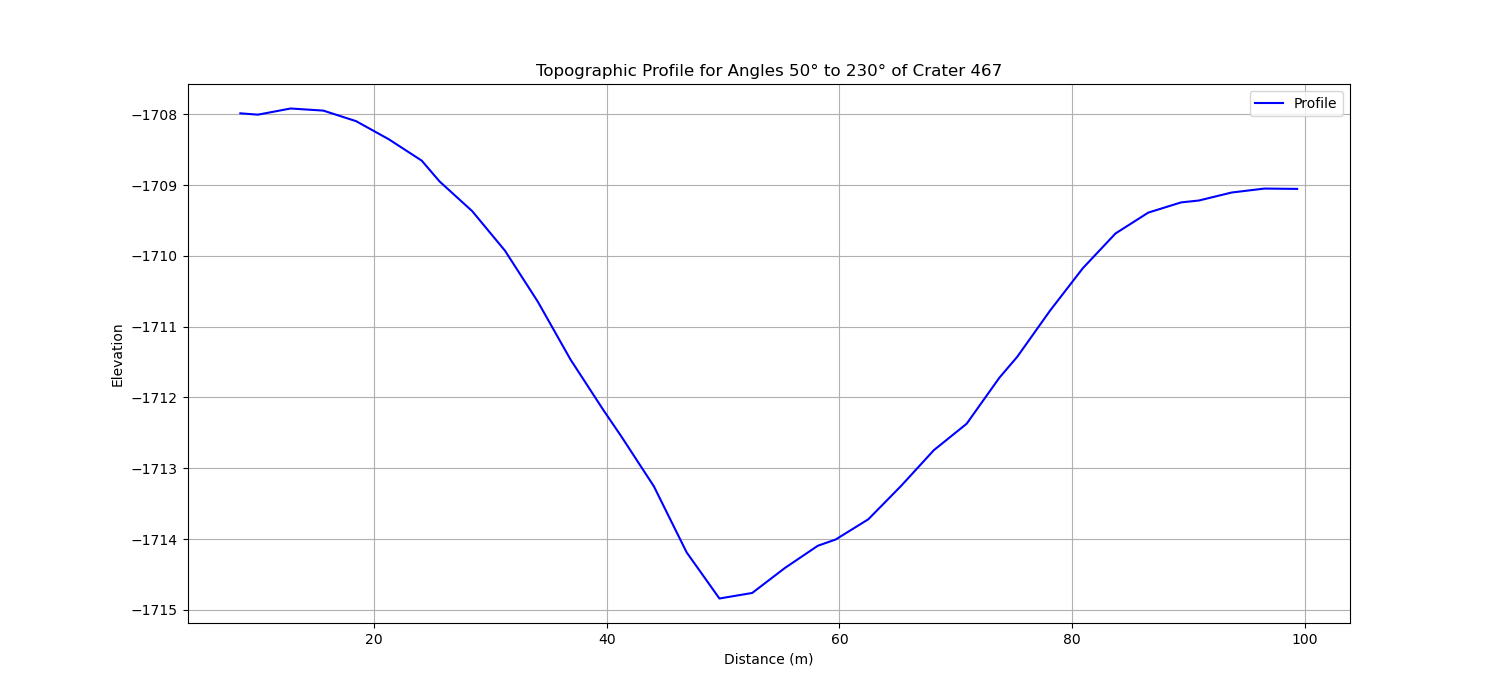 Topographic Profile for Angles 50° to 230° of Crater 467
Profile
Elevation
−1708
−1709
−1710
−1711
−1712
−1713
−1714
−1715
20 40 60 80 100
Distance (m)